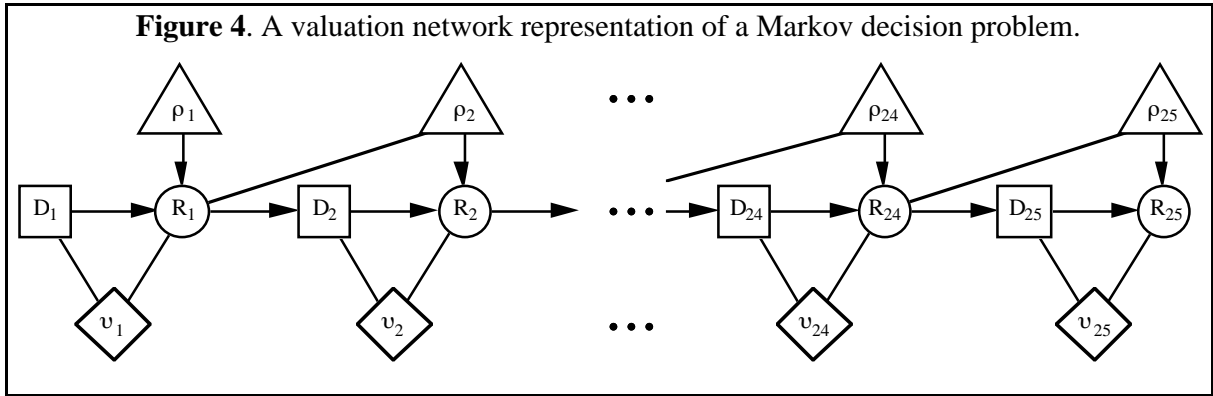 Figure 4. A valuation network representation of a Markov decision problem.
ρ1 ρ2 ••• ρ24 ρ25
D1 R1 D2 R2 ••• D24 R24 D25 R25
υ1 υ2 ••• υ24 υ25